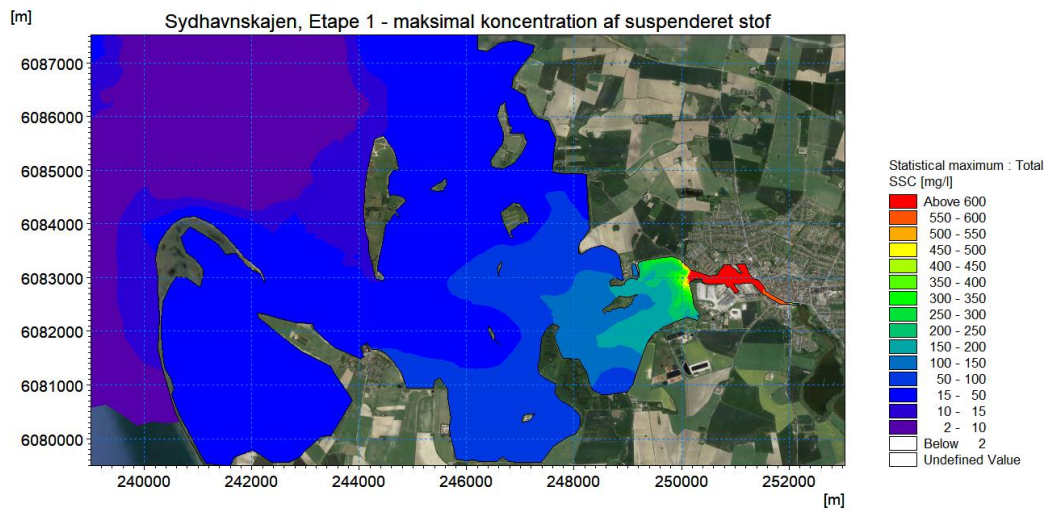 [m]
Sydhavnskajen, Etape 1 - maksimal koncentration af suspenderet stof
6087000
6086000
6085000
6084000
6083000
6082000
6081000
6080000
240000 242000 244000 246000 248000 250000 252000
[m]
Statistical maximum : Total
SSC [mg/l]
Above 600
550 - 600
500 - 550
450 - 500
400 - 450
350 - 400
300 - 350
250 - 300
200 - 250
150 - 200
100 - 150
50 - 100
15 - 50
10 - 15
2 - 10
Below 2
Undefined Value